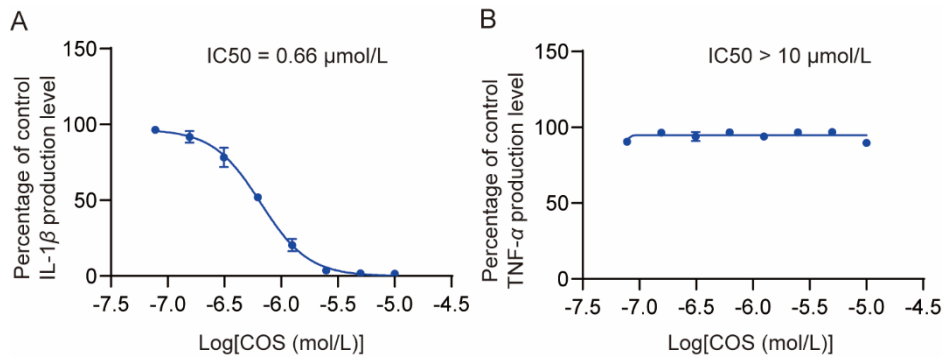 A
IC50 = 0.66 μmol/L
Percentage of control
IL-1β production level
150
100
50
0
-7.5 -7.0 -6.5 -6.0 -5.5 -5.0 -4.5
Log[COS (mol/L)]
B
IC50 > 10 μmol/L
Percentage of control
TNF-α production level
150
100
50
0
-7.5 -7.0 -6.5 -6.0 -5.5 -5.0 -4.5
Log[COS (mol/L)]